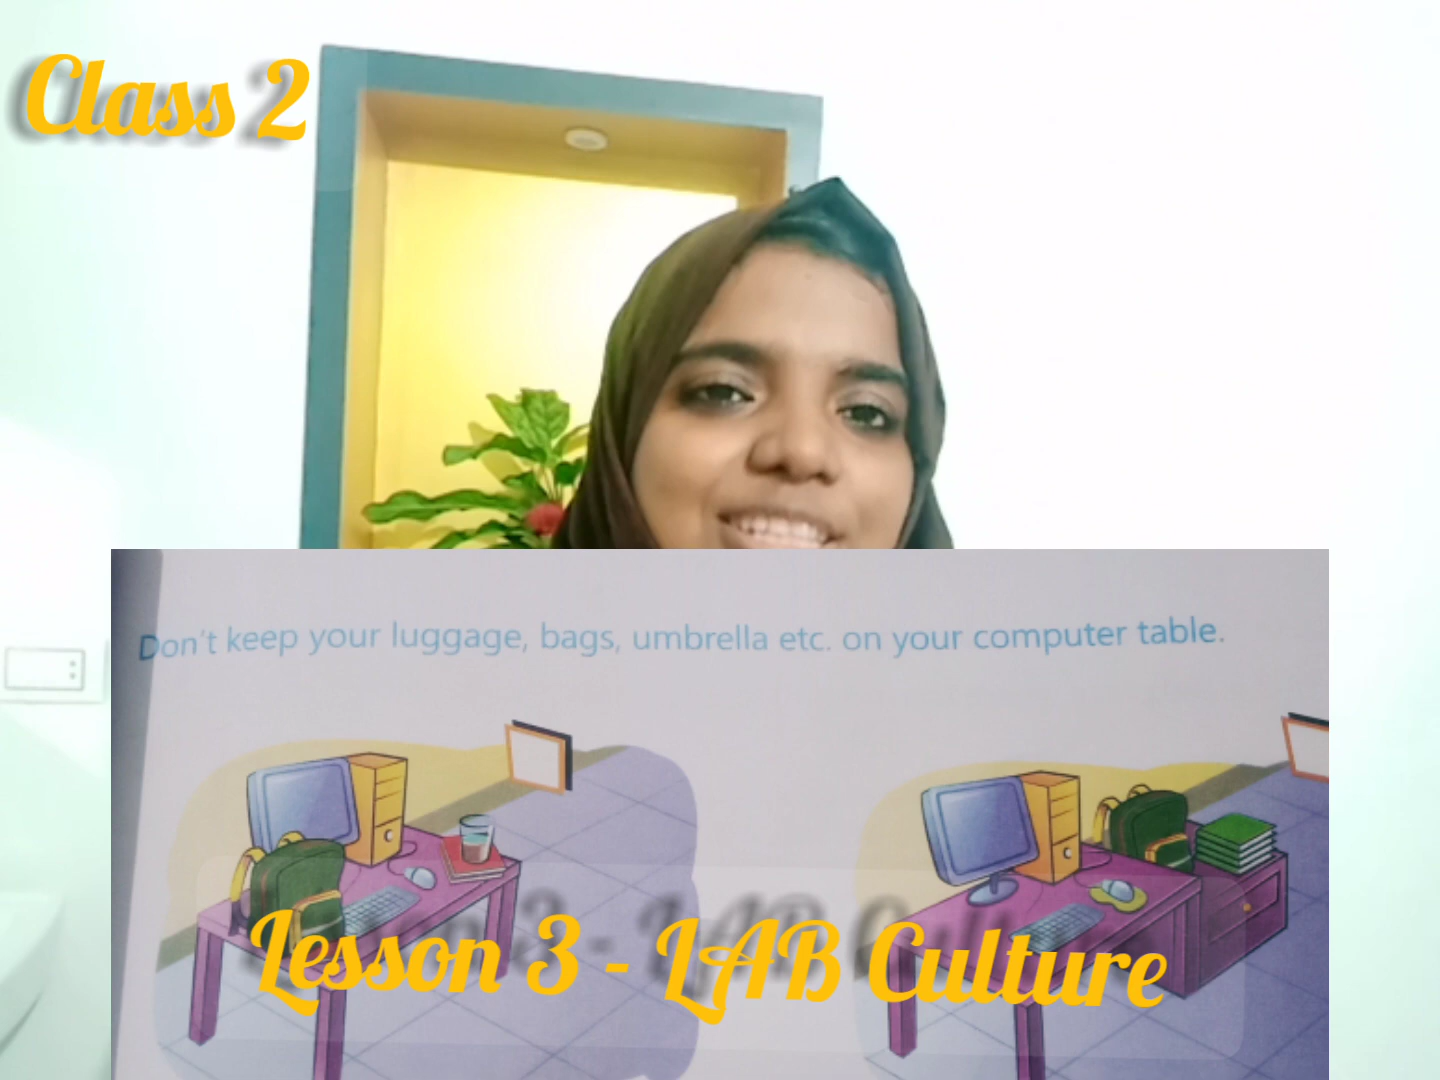 Class 2
Don't keep your luggage, bags, umbrella etc. on your computer table.
Lesson 3 - LAB Culture